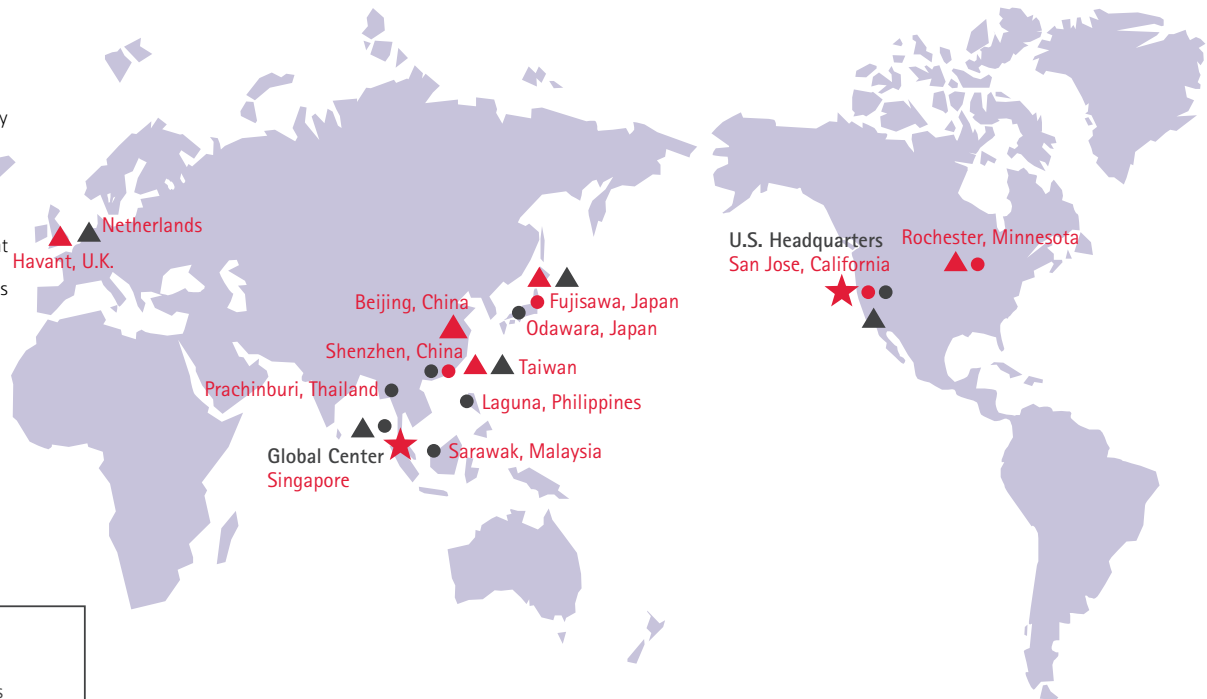 Netherlands
Havant, U.K.
Beijing, China
Fujisawa, Japan
Odawara, Japan
Shenzhen, China
Taiwan
Prachinburi, Thailand
Laguna, Philippines
Global Center
Singapore
Sarawak, Malaysia
U.S. Headquarters
San Jose, California
Rochester, Minnesota